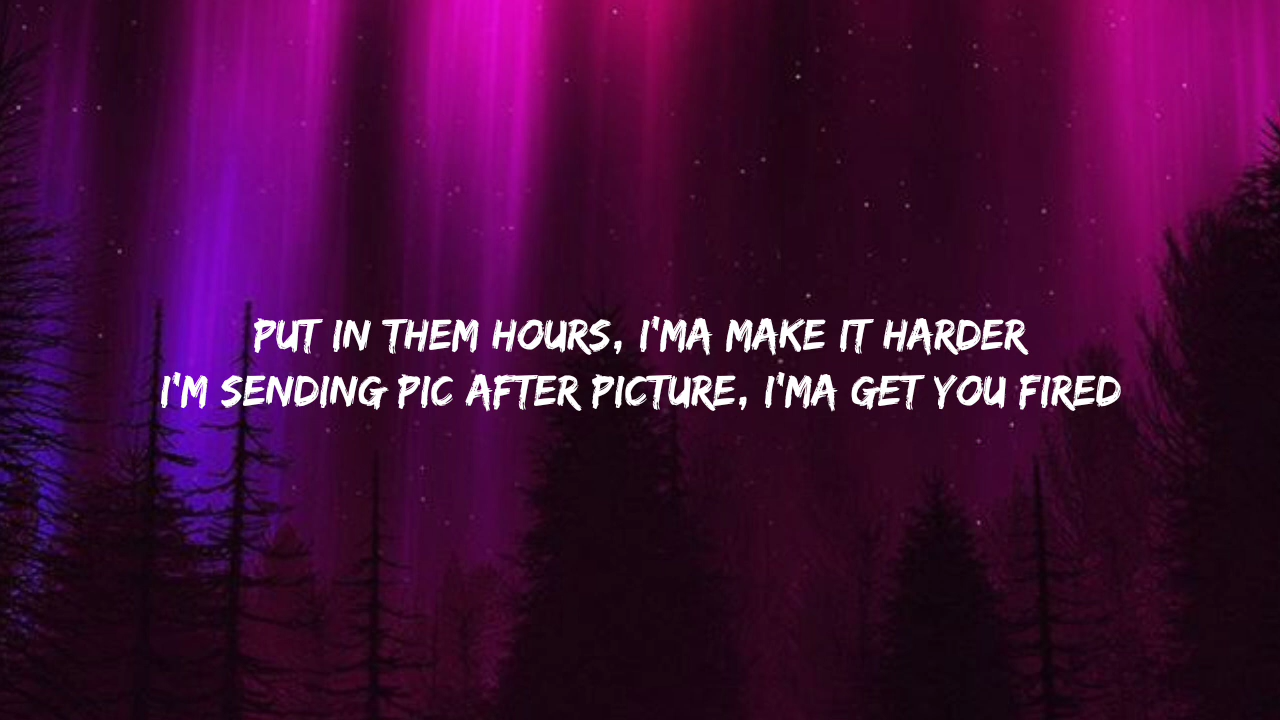 PUT IN THEM HOURS, I'MA MAKE IT HARDER
I'M SENDING PIC AFTER PICTURE, I'MA GET YOU FIRED